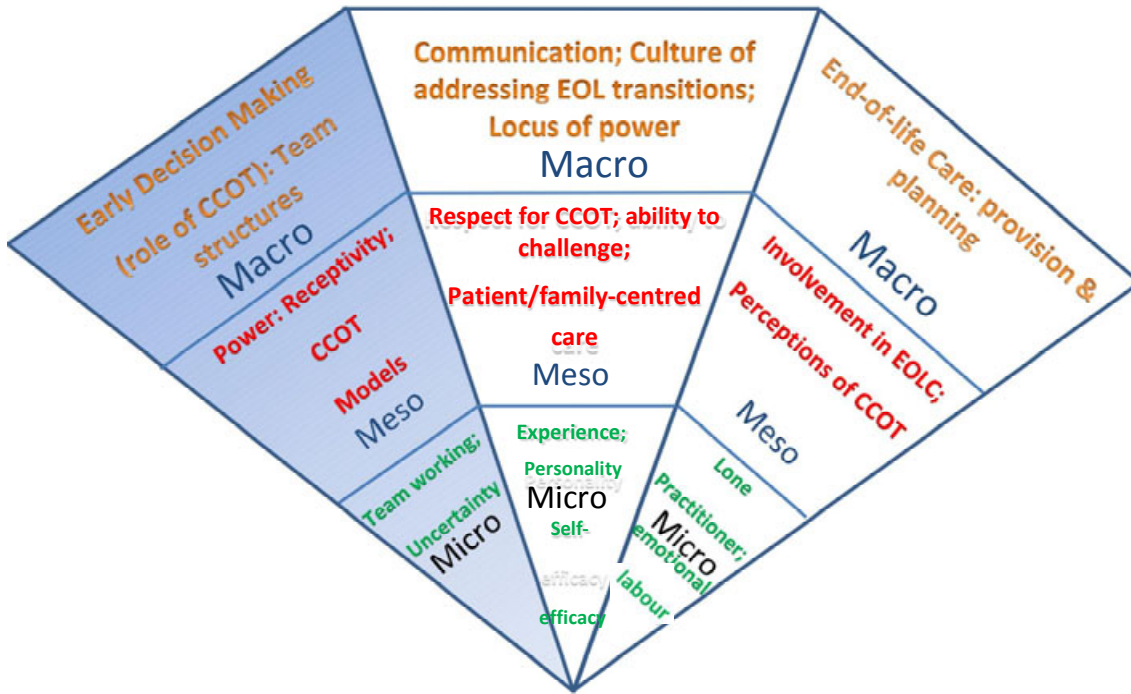 Early Decision Making
(role of CCOT): Team
structures
Macro
Power: Receptivity;
CCOT
Models
Meso
Team working;
Uncertainty
Micro
Communication; Culture of
addressing EOL transitions;
Locus of power
Macro
Respect for CCOT; ability to
challenge;
Patient/family-centred
care
Meso
Experience;
Personality
Micro
Self-
efficacy
efficacy
End-of-life Care: provision &
planning
Macro
Involvement in EOLC;
Perceptions of CCOT
Meso
Lone
Practitioner;
Micro
emotional
labour